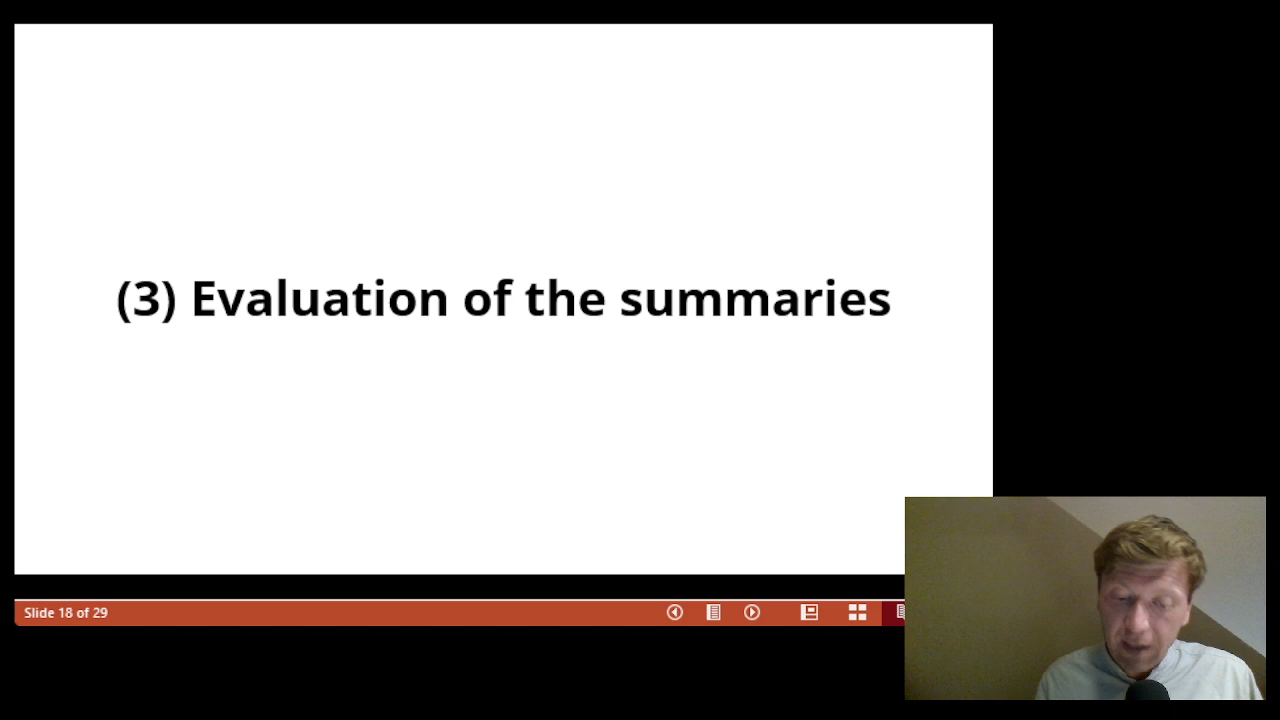 (3) Evaluation of the summaries
Slide 18 of 29